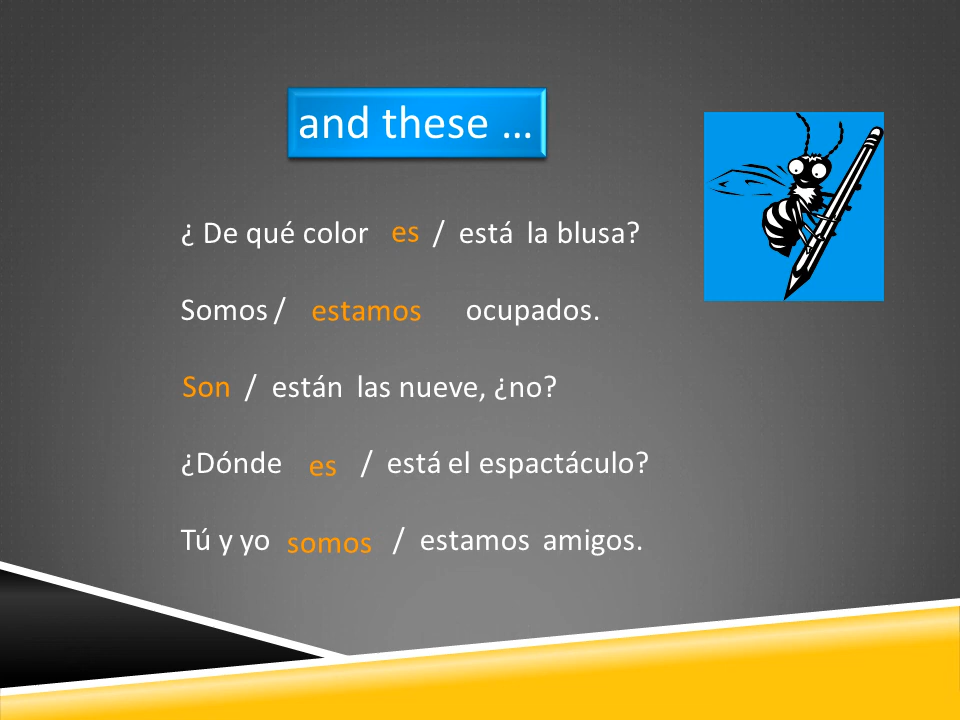 and these ...
¿ De qué color es / está la blusa?
Somos / estamos ocupados.
Son / están las nueve, ¿no?
¿Dónde es / está el espactáculo?
Tú y yo somos / estamos amigos.